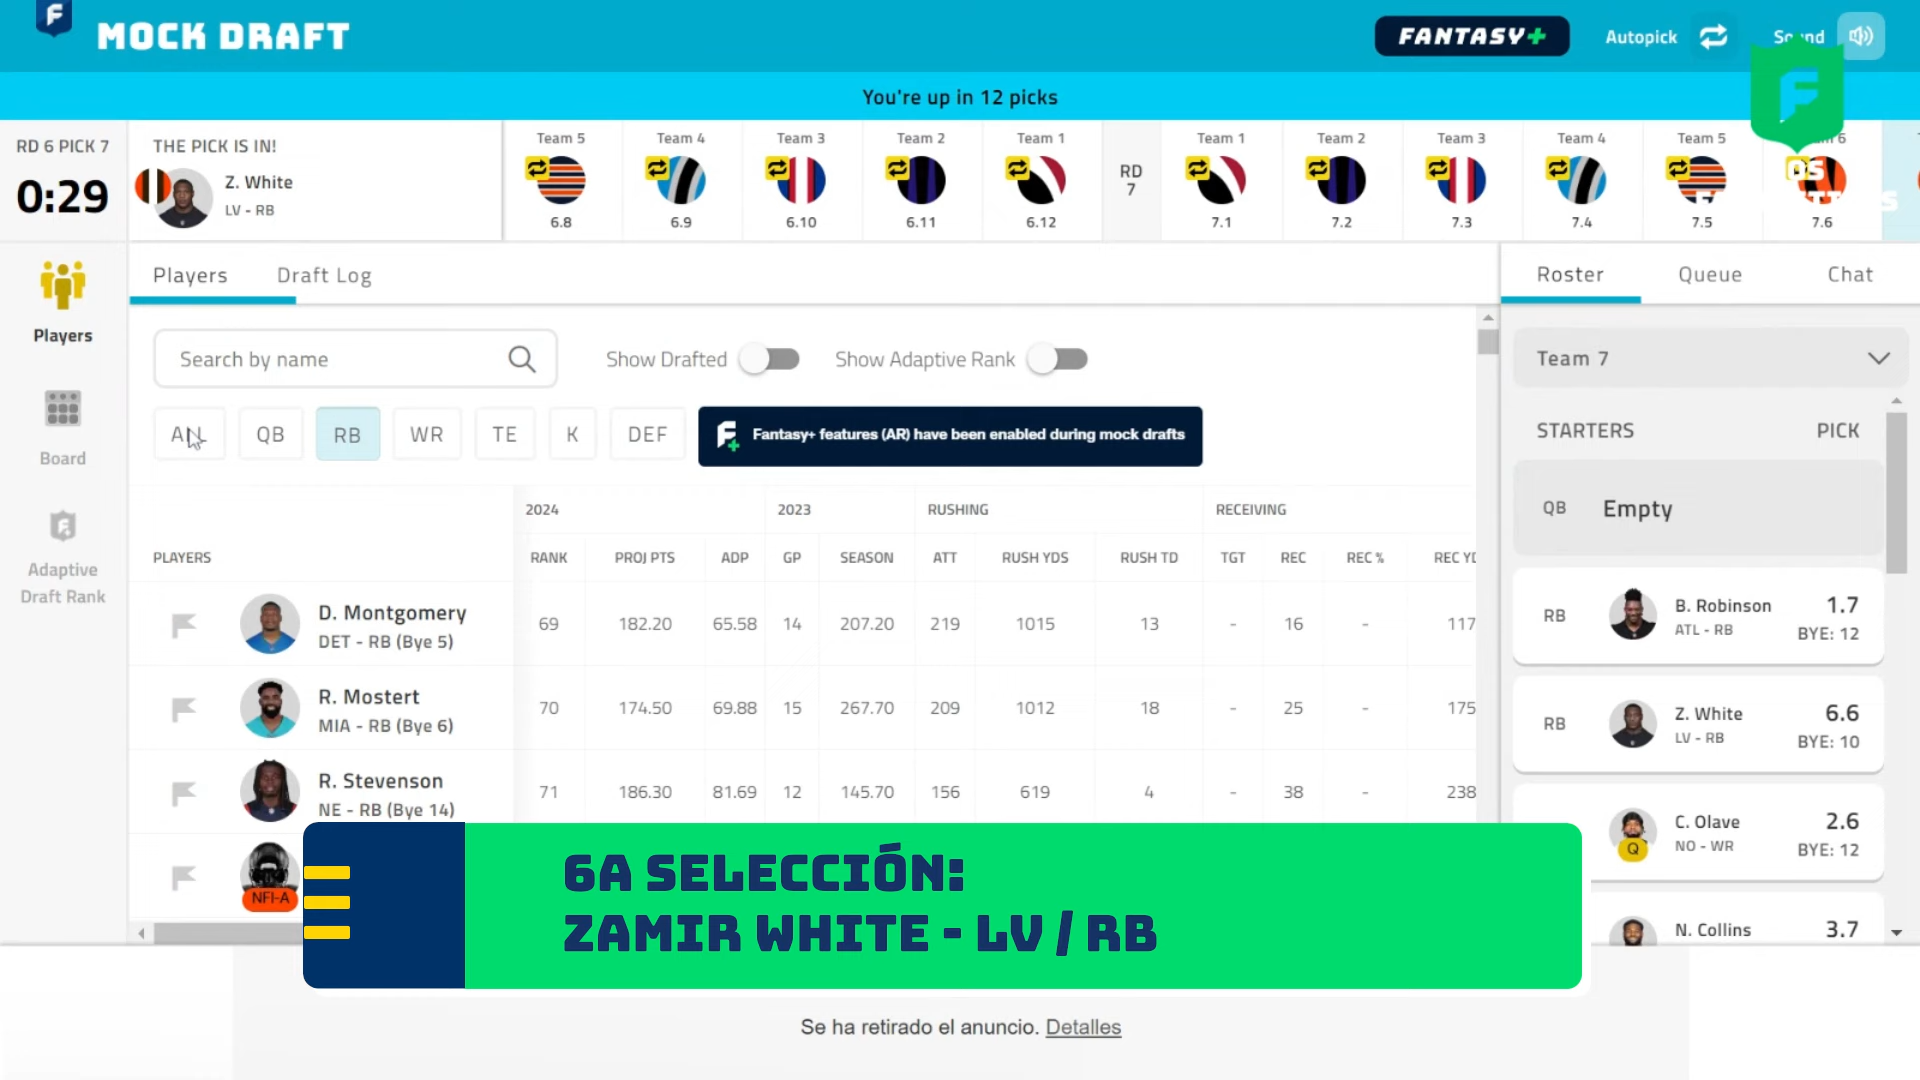 MOCK DRAFT
FANTASY+
Autopick
Sound
You're up in 12 picks
RD 6 PICK 7
0:29
THE PICK IS IN!
Z. White
LV - RB
Team 5
6.8
Team 4
6.9
Team 3
6.10
Team 2
6.11
Team 1
6.12
RD
7
Team 1
7.1
Team 2
7.2
Team 3
7.3
Team 4
7.4
Team 5
7.5
7.6
Players
Board
Adaptive
Draft Rank
Players Draft Log
Search by name
Show Drafted
Show Adaptive Rank
ALL QB RB WR TE K DEF
Fantasy+ features (AR) have been enabled during mock drafts
2024 2023 RUSHING RECEIVING
PLAYERS RANK PROJ PTS ADP GP SEASON ATT RUSH YDS RUSH TD TGT REC REC % REC YD
D. Montgomery
DET - RB (Bye 5)
69 182.20 65.58 14 207.20 219 1015 13 - 16 - 117
R. Mostert
MIA - RB (Bye 6)
70 174.50 69.88 15 267.70 209 1012 18 - 25 - 175
R. Stevenson
NE - RB (Bye 14)
71 186.30 81.69 12 145.70 156 619 4 - 38 - 238
NFI-A
Roster Queue Chat
Team 7
STARTERS PICK
QB Empty
RB B. Robinson 1.7
ATL - RB BYE: 12
RB Z. White 6.6
LV - RB BYE: 10
C. Olave 2.6
Q NO - WR BYE: 12
N. Collins 3.7
6A SELECCIÓN:
ZAMIR WHITE - LV / RB
Se ha retirado el anuncio. Detalles